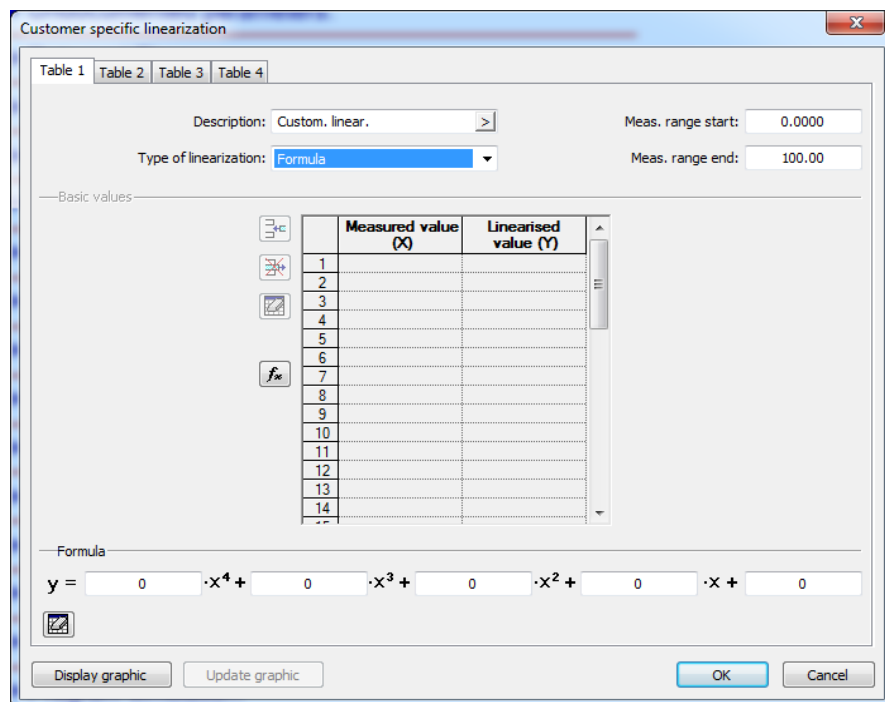 Customer specific linearization
Table 1 Table 2 Table 3 Table 4
Description: Custom. linear. > Meas. range start: 0.0000
Type of linearization: Formula Meas. range end: 100.00
Basic values
Measured value (X) Linearised value (Y)
1
2
3
4
5
6
fx 7
8
9
10
11
12
13
14
Formula
y = 0 ·x⁴ + 0 ·x³ + 0 ·x² + 0 ·x + 0
Display graphic Update graphic OK Cancel